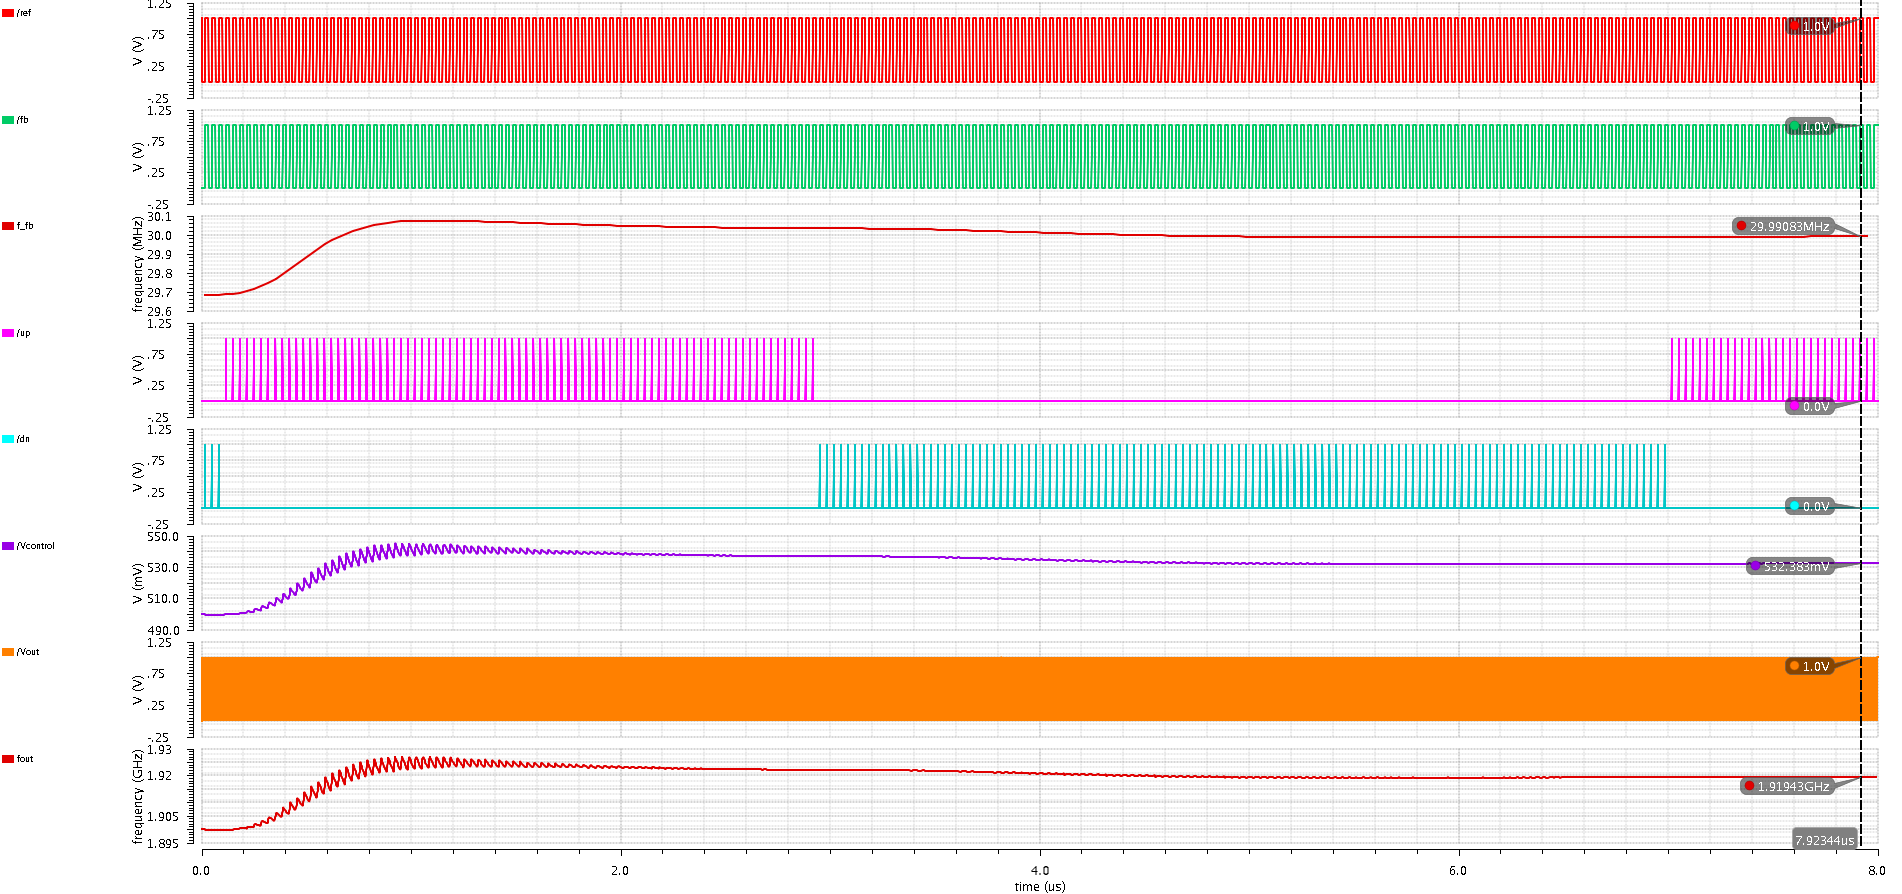 /ref
1.25
.75
.25
-.25
V (V)
1.0V
/fb
1.25
.75
.25
-.25
V (V)
1.0V
f_fb
30.1
30.0
29.9
29.8
29.7
29.6
frequency (MHz)
29.99083MHz
/up
1.25
.75
.25
-.25
V (V)
0.0V
/dn
1.25
.75
.25
-.25
V (V)
0.0V
/Vcontrol
550.0
530.0
510.0
490.0
V (mV)
532.383mV
/Vout
1.25
.75
.25
-.25
V (V)
1.0V
fout
1.93
1.92
1.905
1.895
frequency (GHz)
1.91943GHz
7.92344us
0.0 2.0 4.0 6.0 8.0
time (us)